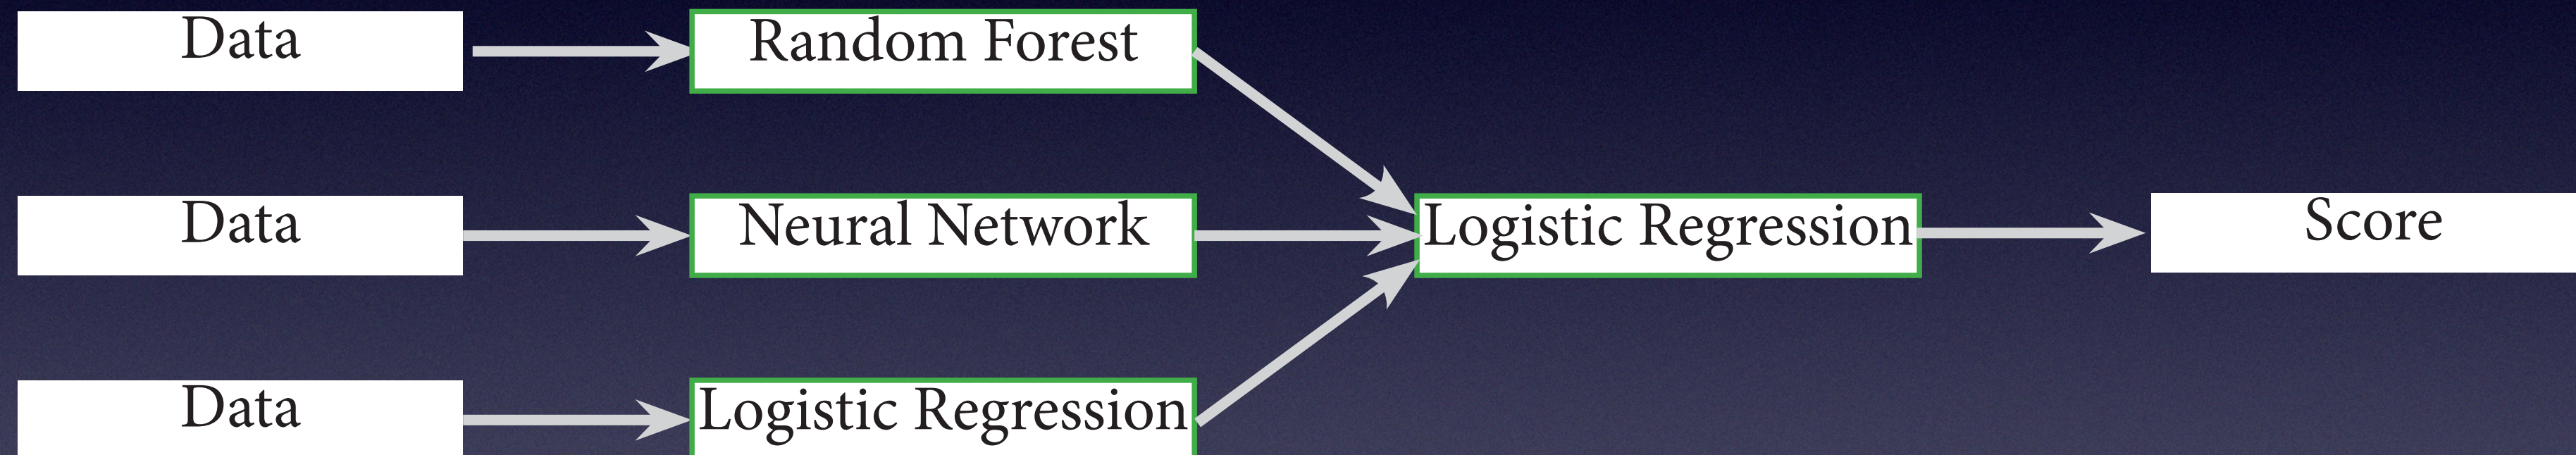 Data
Random Forest
Data
Neural Network
Logistic Regression
Score
Data
Logistic Regression